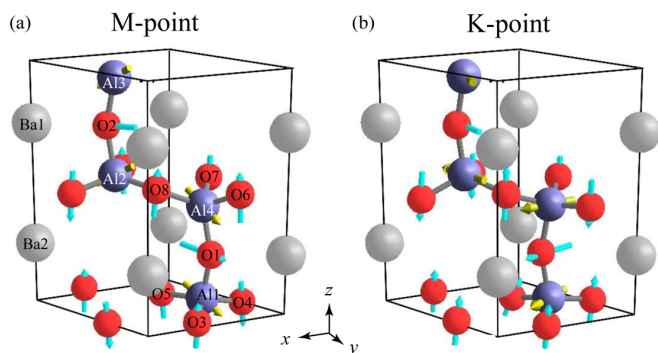 (a) M-point
(b) K-point
Al3
Ba1
O2
Al2
O8
O7
O6
Al4
Ba2
O1
O5
Al1
O4
O3
x
y
z